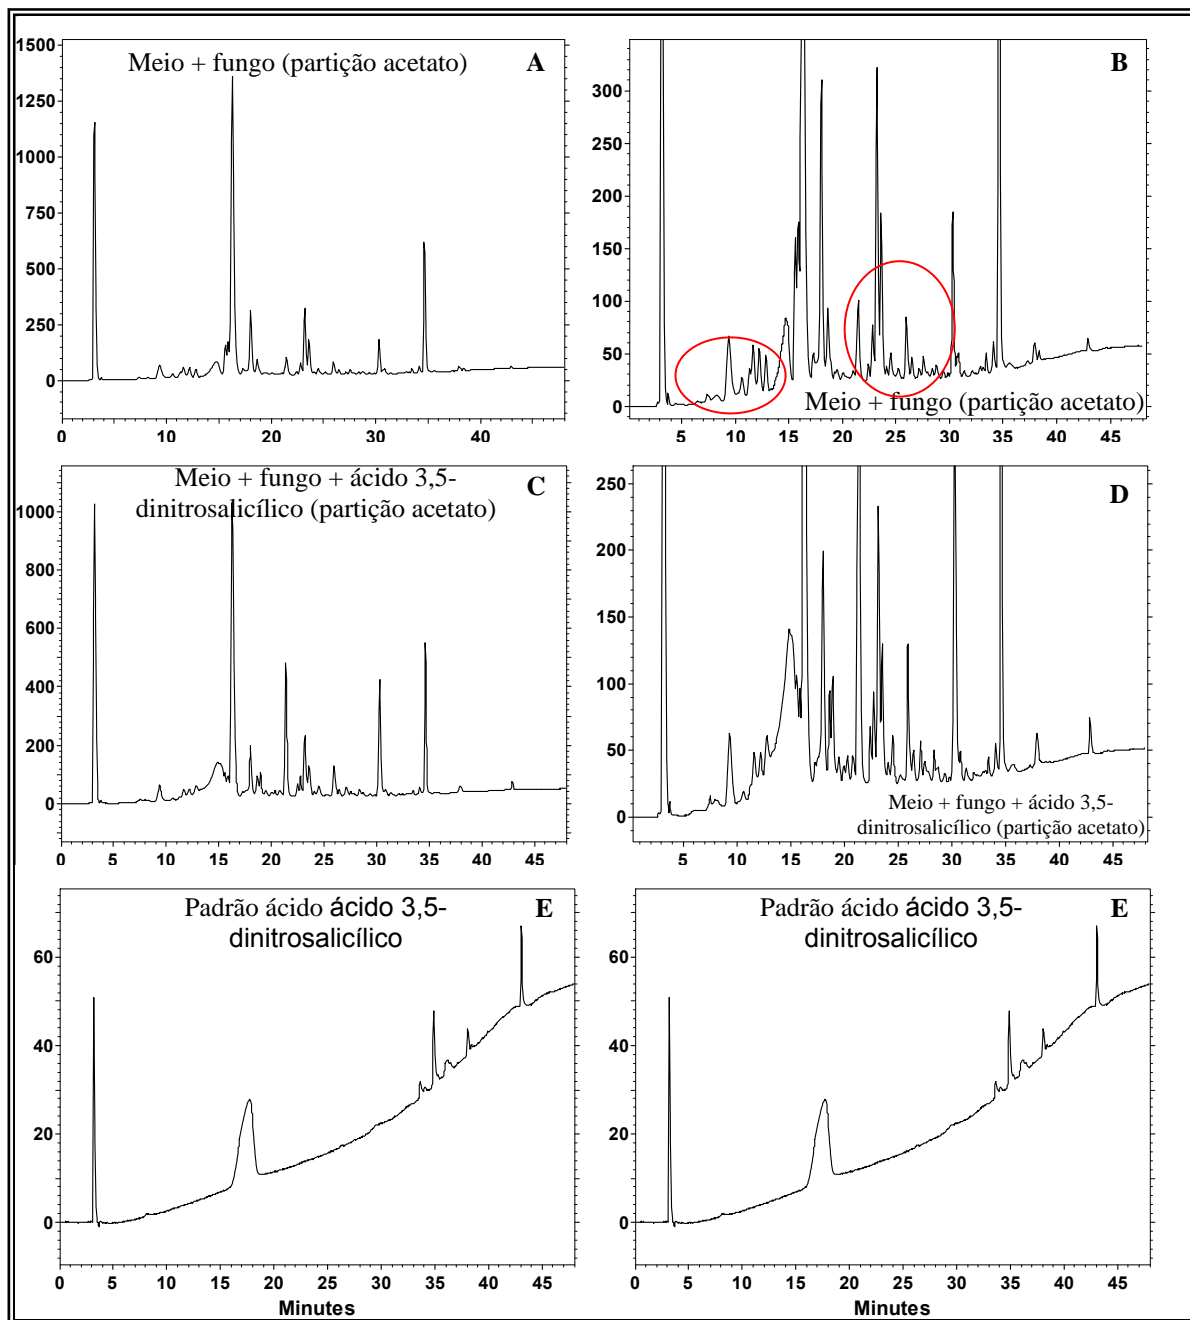 Meio + fungo (partição acetato)
A
1500
1250
1000
750
500
250
0
0 10 20 30 40
B
300
250
200
150
100
50
0
Meio + fungo (partição acetato)
5 10 15 20 25 30 35 40 45
Meio + fungo + ácido 3,5-
dinitrosalicílico (partição acetato)
C
1000
800
600
400
200
0
0 5 10 15 20 25 30 35 40 45
D
250
200
150
100
50
0
Meio + fungo + ácido 3,5-
dinitrosalicílico (partição acetato)
5 10 15 20 25 30 35 40 45
Padrão ácido ácido 3,5-
dinitrosalicílico
E
60
40
20
0
0 5 10 15 20 25 30 35 40 45
Minutes
Padrão ácido ácido 3,5-
dinitrosalicílico
E
60
40
20
0
0 5 10 15 20 25 30 35 40 45
Minutes